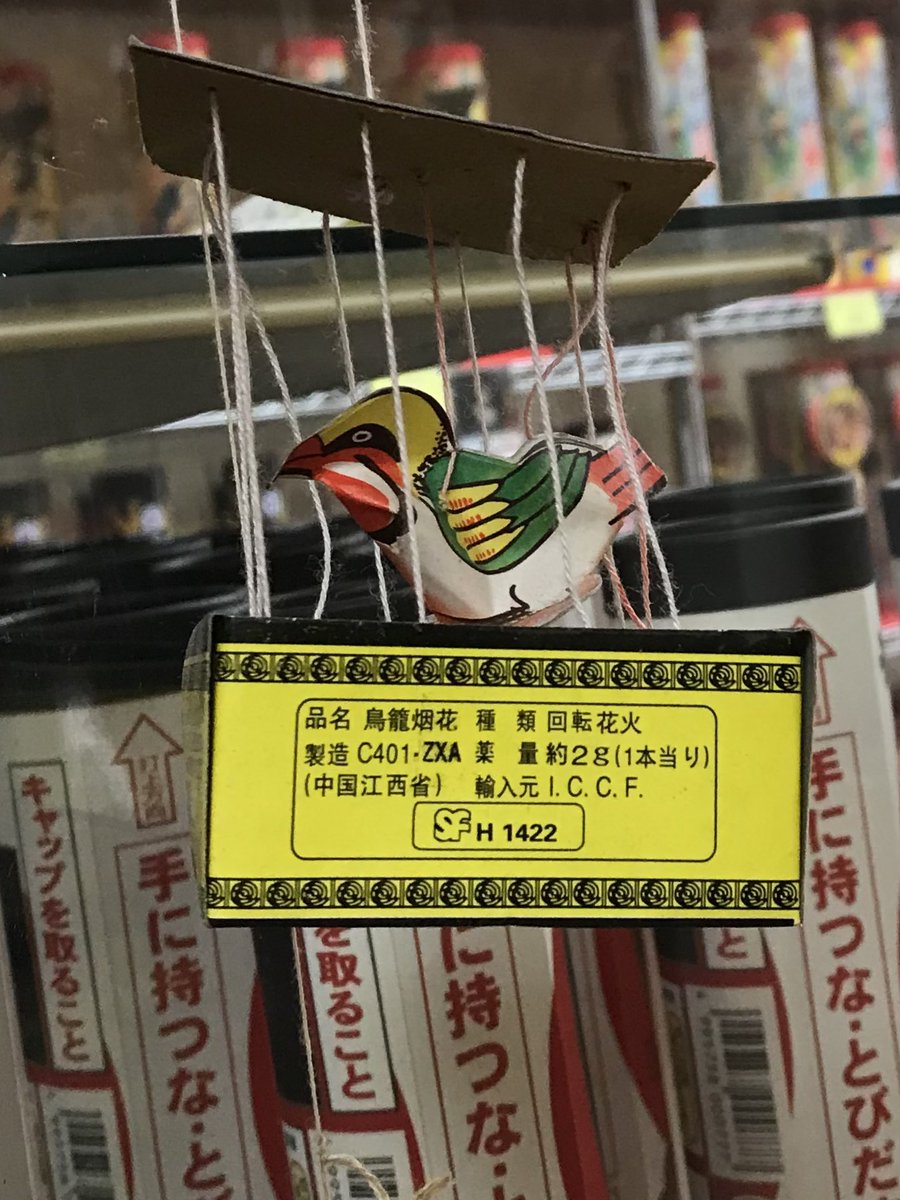 品名 鳥籠烟花 種 類 回転花火
製造 C401-ZXA 薬 量 約2g(1本当り)
(中国江西省) 輸入元 I.C.C.F.
SF H 1422
キャップを取ること
手に持つな・と
を取ること
に持つな・
と
手に持つな・とびだ